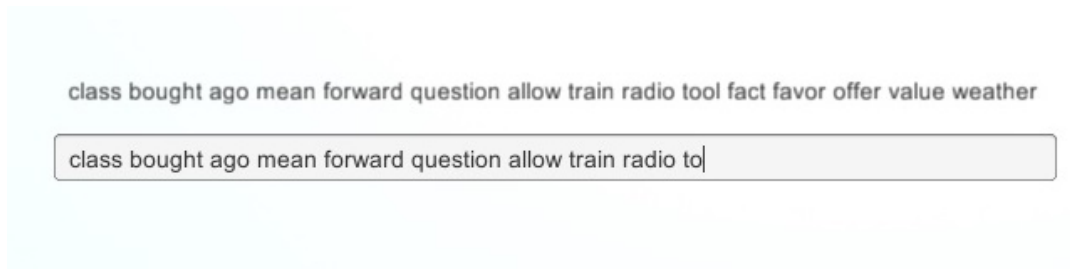 class bought ago mean forward question allow train radio tool fact favor offer value weather
class bought ago mean forward question allow train radio to